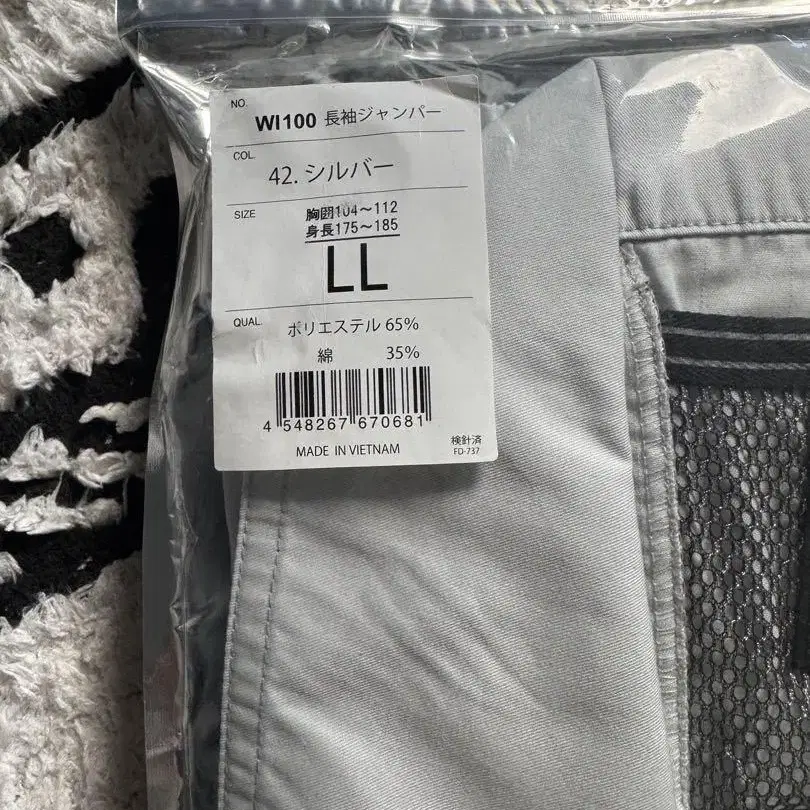 NO.
WI100 長袖ジャンパー
COL.
42. シルバー
SIZE
胸囲104～112
身長175～185
LL
QUAL.
ポリエステル 65%
綿 35%
4 548267 670681
MADE IN VIETNAM
検針済
FD-737